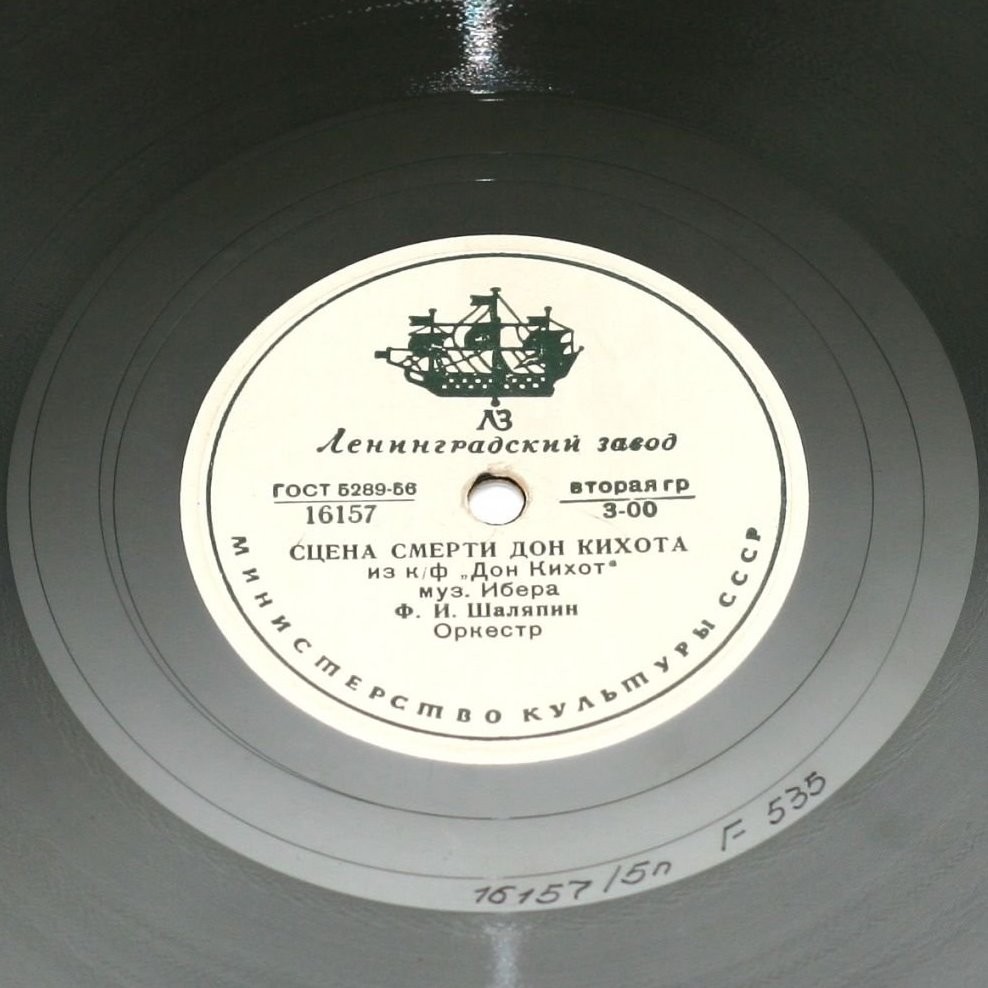 ЛЗ
Ленинградский завод
ГОСТ 5289-56
16157
вторая гр
3-00
СЦЕНА СМЕРТИ ДОН КИХОТА
из к/ф „Дон Кихот"
муз. Ибера
Ф. И. Шаляпин
Оркестр
МИНИСТЕРСТВО КУЛЬТУРЫ СССР
16157/5п F 535